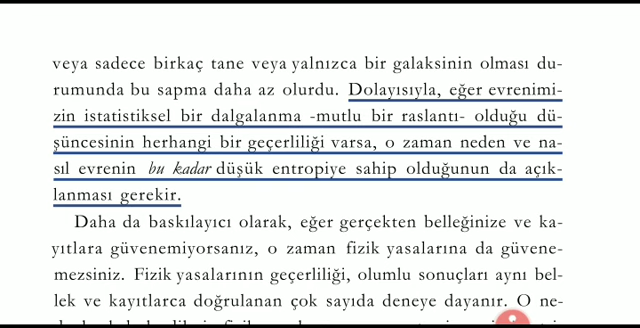 veya sadece birkaç tane veya yalnızca bir galaksinin olması du-
rumunda bu sapma daha az olurdu. Dolayısıyla, eğer evrenimi-
zin istatistiksel bir dalgalanma -mutlu bir raslantı- olduğu dü-
şüncesinin herhangi bir geçerliliği varsa, o zaman neden ve na-
sıl evrenin bu kadar düşük entropiye sahip olduğunun da açık-
lanması gerekir.
Daha da baskılayıcı olarak, eğer gerçekten belleğinize ve ka-
yıtlara güvenemiyorsanız, o zaman fizik yasalarına da güvene-
mezsiniz. Fizik yasalarının geçerliliği, olumlu sonuçları aynı bel-
lek ve kayıtlarca doğrulanan çok sayıda deneye dayanır. O ne-